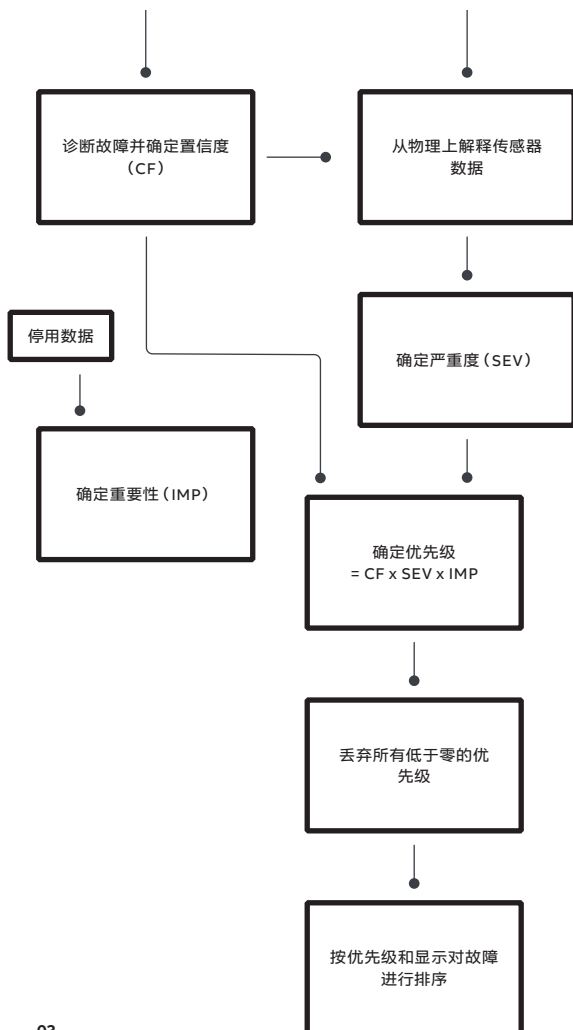 诊断故障并确定置信度
（CF）
从物理上解释传感器
数据
停用数据
确定严重度（SEV）
确定重要性（IMP）
确定优先级
= CF x SEV x IMP
丢弃所有低于零的优
先级
按优先级和显示对故障
进行排序